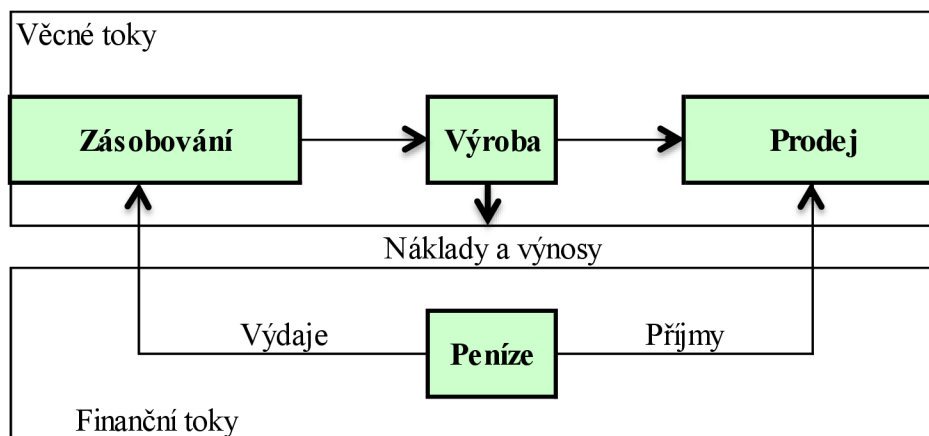 Věcné toky
Zásobování
Výroba
Prodej
Náklady a výnosy
Výdaje
Peníze
Příjmy
Finanční toky